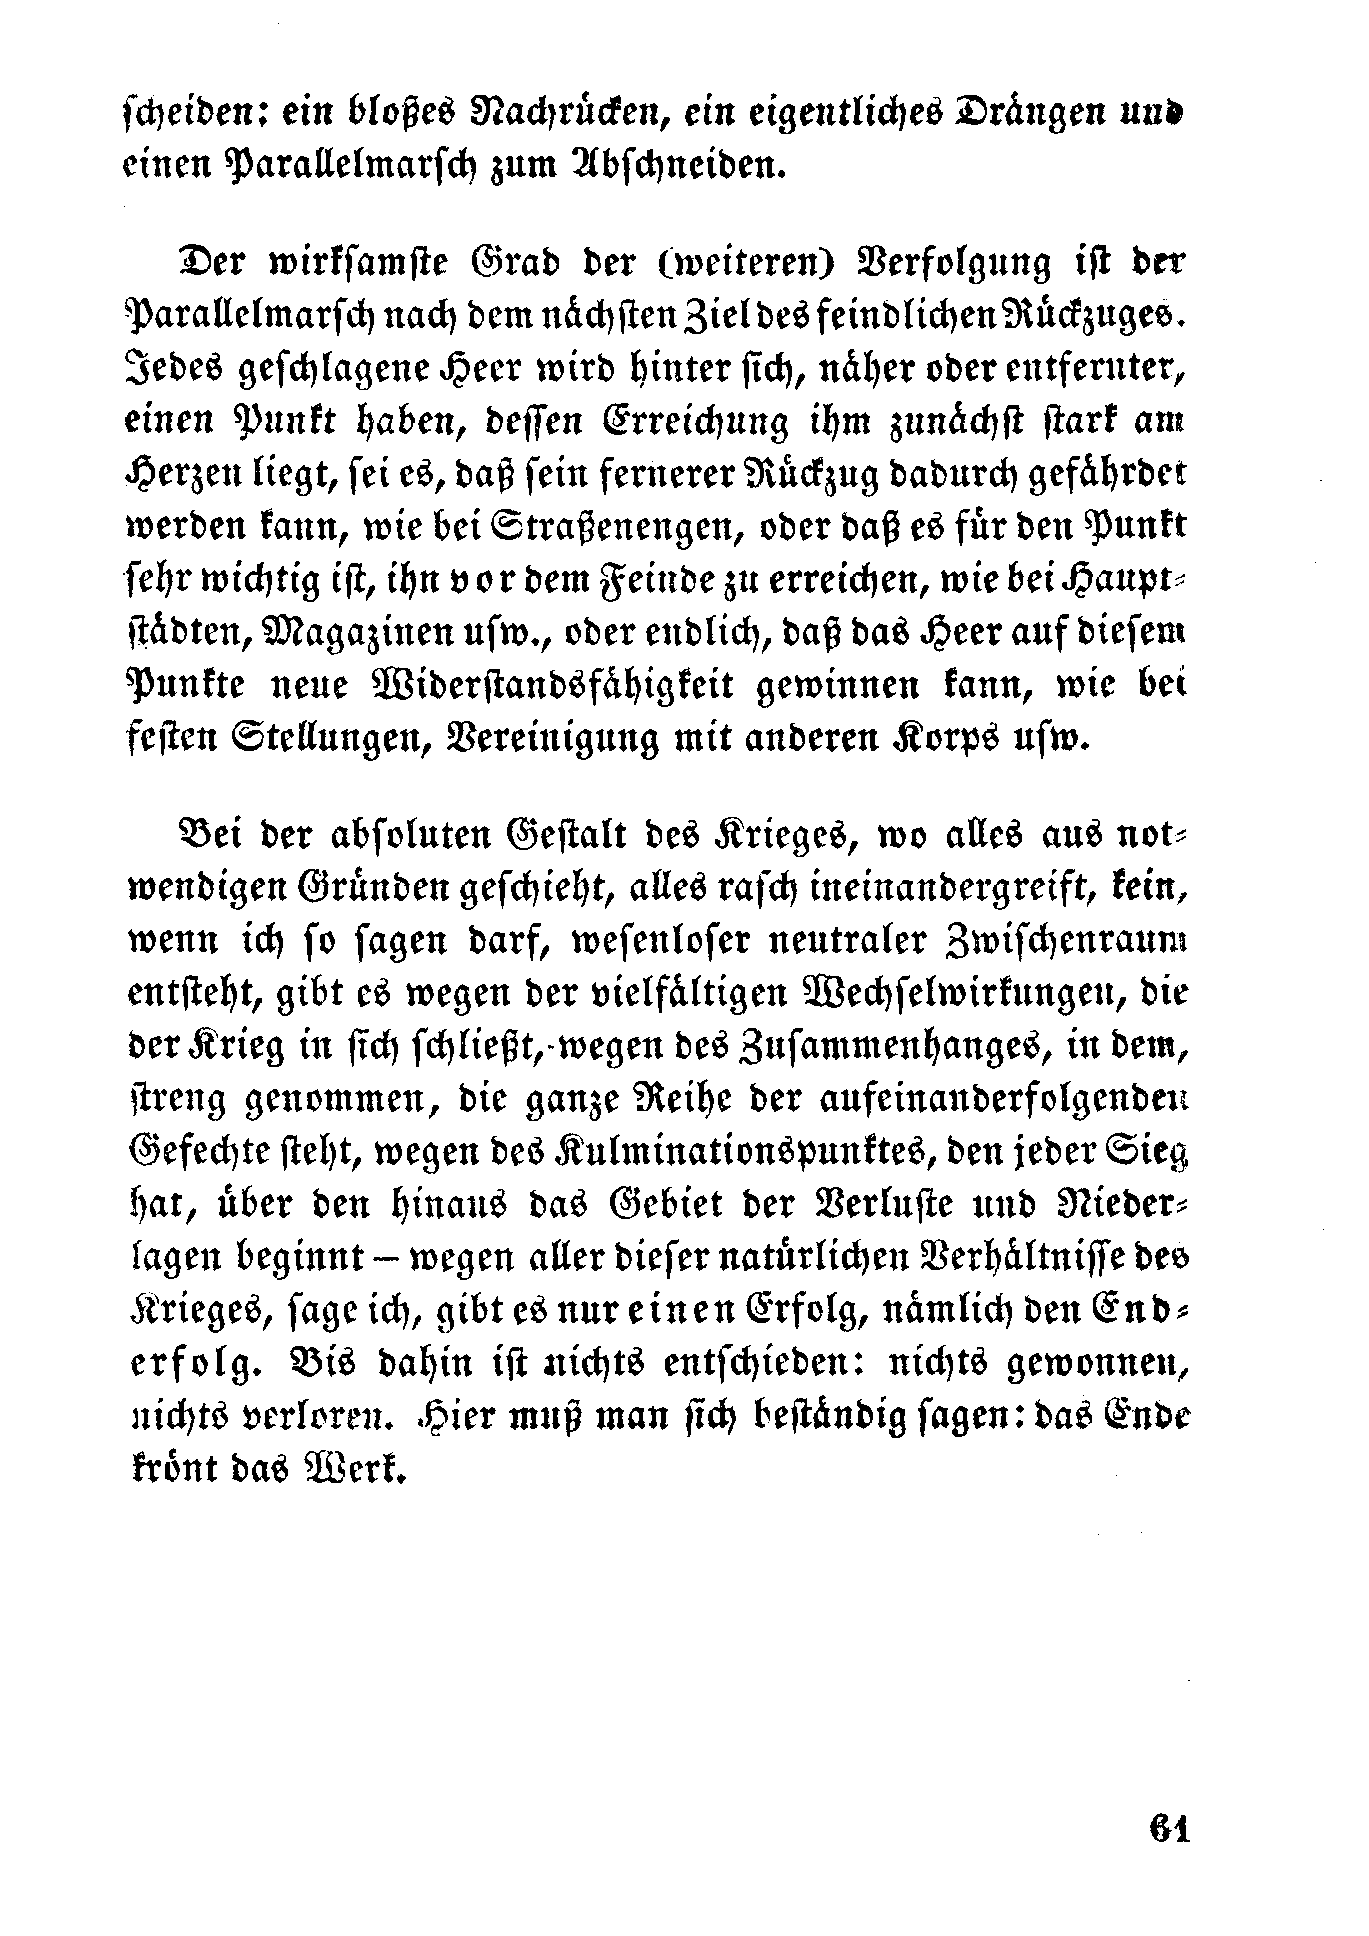 scheiden: ein bloßes Nachrücken, ein eigentliches Drängen und
einen Parallelmarsch zum Abschneiden.
Der wirksamste Grad der (weiteren) Verfolgung ist der
Parallelmarsch nach dem nächsten Ziel des feindlichen Rückzuges.
Jedes geschlagene Heer wird hinter sich, näher oder entfernter,
einen Punkt haben, dessen Erreichung ihm zunächst stark am
Herzen liegt, sei es, daß sein fernerer Rückzug dadurch gefährdet
werden kann, wie bei Straßenengen, oder daß es für den Punkt
sehr wichtig ist, ihn vor dem Feinde zu erreichen, wie bei Haupt-
städten, Magazinen usw., oder endlich, daß das Heer auf diesem
Punkte neue Widerstandsfähigkeit gewinnen kann, wie bei
festen Stellungen, Vereinigung mit anderen Korps usw.
Bei der absoluten Gestalt des Krieges, wo alles aus not-
wendigen Gründen geschieht, alles rasch ineinandergreift, kein,
wenn ich so sagen darf, wesenloser neutraler Zwischenraum
entsteht, gibt es wegen der vielfältigen Wechselwirkungen, die
der Krieg in sich schließt, wegen des Zusammenhanges, in dem,
streng genommen, die ganze Reihe der aufeinanderfolgenden
Gefechte steht, wegen des Kulminationspunktes, den jeder Sieg
hat, über den hinaus das Gebiet der Verluste und Nieder-
lagen beginnt – wegen aller dieser natürlichen Verhältnisse des
Krieges, sage ich, gibt es nur einen Erfolg, nämlich den End-
erfolg. Bis dahin ist nichts entschieden: nichts gewonnen,
nichts verloren. Hier muß man sich beständig sagen: das Ende
krönt das Werk.
61